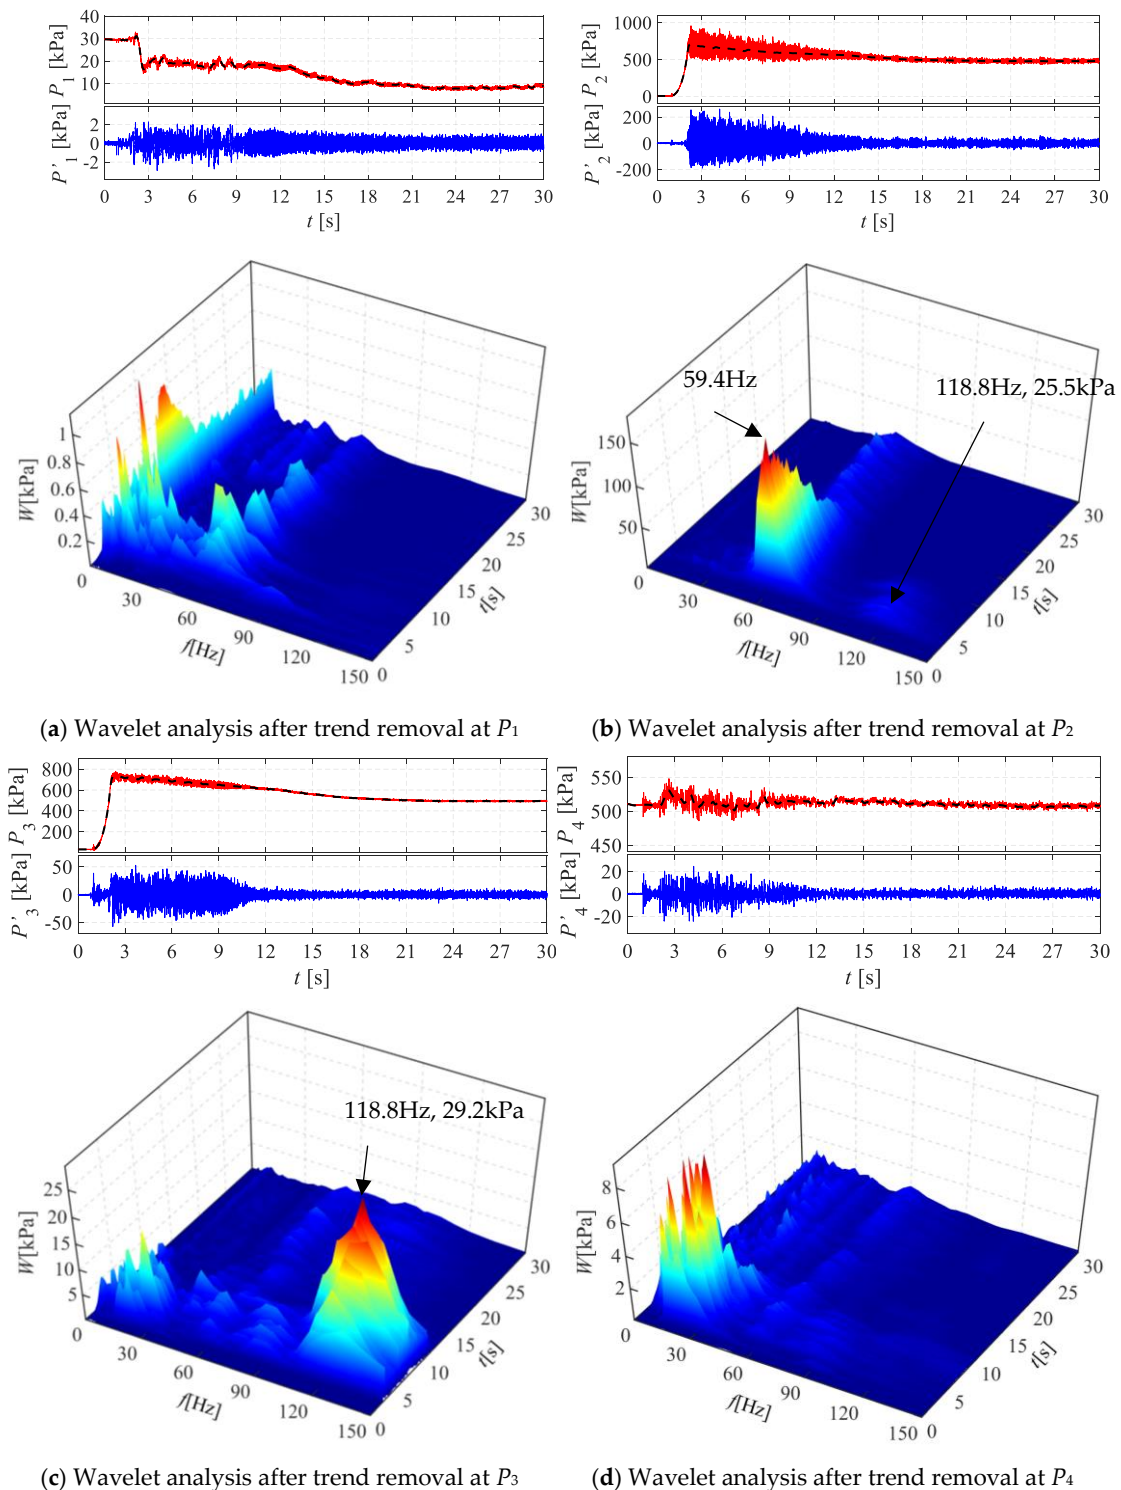 40
30
20
10
P1 [kPa]
2
0
-2
P'1 [kPa]
0 3 6 9 12 15 18 21 24 27 30
t [s]
1000
500
0
P2 [kPa]
200
0
-200
P'2 [kPa]
0 3 6 9 12 15 18 21 24 27 30
t [s]
1
0.8
0.6
0.4
0.2
W[kPa]
0 30 60 90 120 150
f[Hz]
0 5 10 15 20 25 30
t[s]
59.4Hz
118.8Hz, 25.5kPa
150
100
50
W[kPa]
0 30 60 90 120 150
f[Hz]
0 5 10 15 20 25 30
t[s]
(a) Wavelet analysis after trend removal at P1
(b) Wavelet analysis after trend removal at P2
800
600
400
200
P3 [kPa]
50
0
-50
P'3 [kPa]
0 3 6 9 12 15 18 21 24 27 30
t [s]
550
500
450
P4 [kPa]
20
0
-20
P'4 [kPa]
0 3 6 9 12 15 18 21 24 27 30
t [s]
118.8Hz, 29.2kPa
25
20
15
10
5
W[kPa]
0 30 60 90 120 150
f[Hz]
0 5 10 15 20 25 30
t[s]
8
6
4
2
W[kPa]
0 30 60 90 120 150
f[Hz]
0 5 10 15 20 25 30
t[s]
(c) Wavelet analysis after trend removal at P3
(d) Wavelet analysis after trend removal at P4